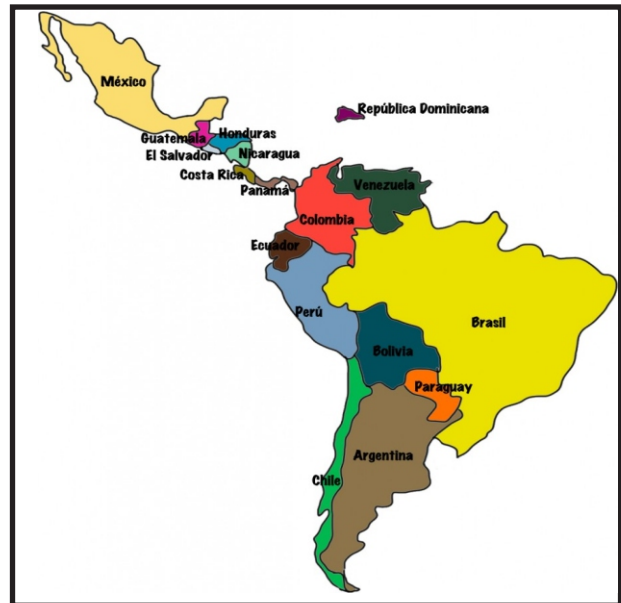 México
República Dominicana
Guatemala
Honduras
El Salvador
Nicaragua
Costa Rica
Panamá
Venezuela
Colombia
Ecuador
Perú
Brasil
Bolivia
Paraguay
Argentina
Chile